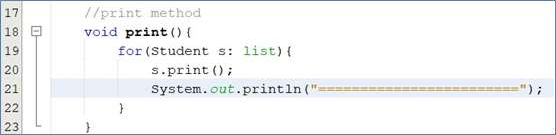 17 //print method
18 void print(){
19 for(Student s: list){
20 s.print();
21 System.out.println("========================");
22 }
23 }